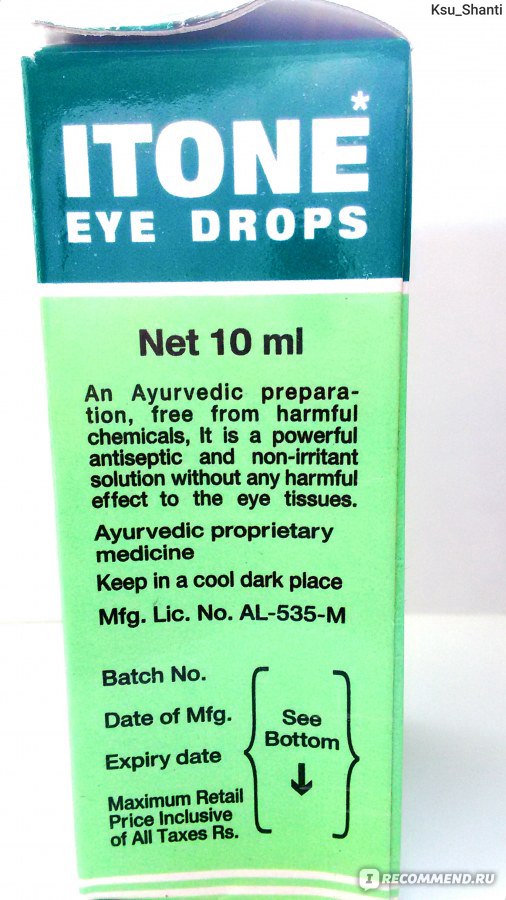 Ksu_Shanti
ITONE*
EYE DROPS
Net 10 ml
An Ayurvedic prepara-
tion, free from harmful
chemicals, It is a powerful
antiseptic and non-irritant
solution without any harmful
effect to the eye tissues.
Ayurvedic proprietary
medicine
Keep in a cool dark place
Mfg. Lic. No. AL-535-M
Batch No.
Date of Mfg.
Expiry date
Maximum Retail
Price Inclusive
of All Taxes Rs.
See
Bottom
I RECOMMEND.RU